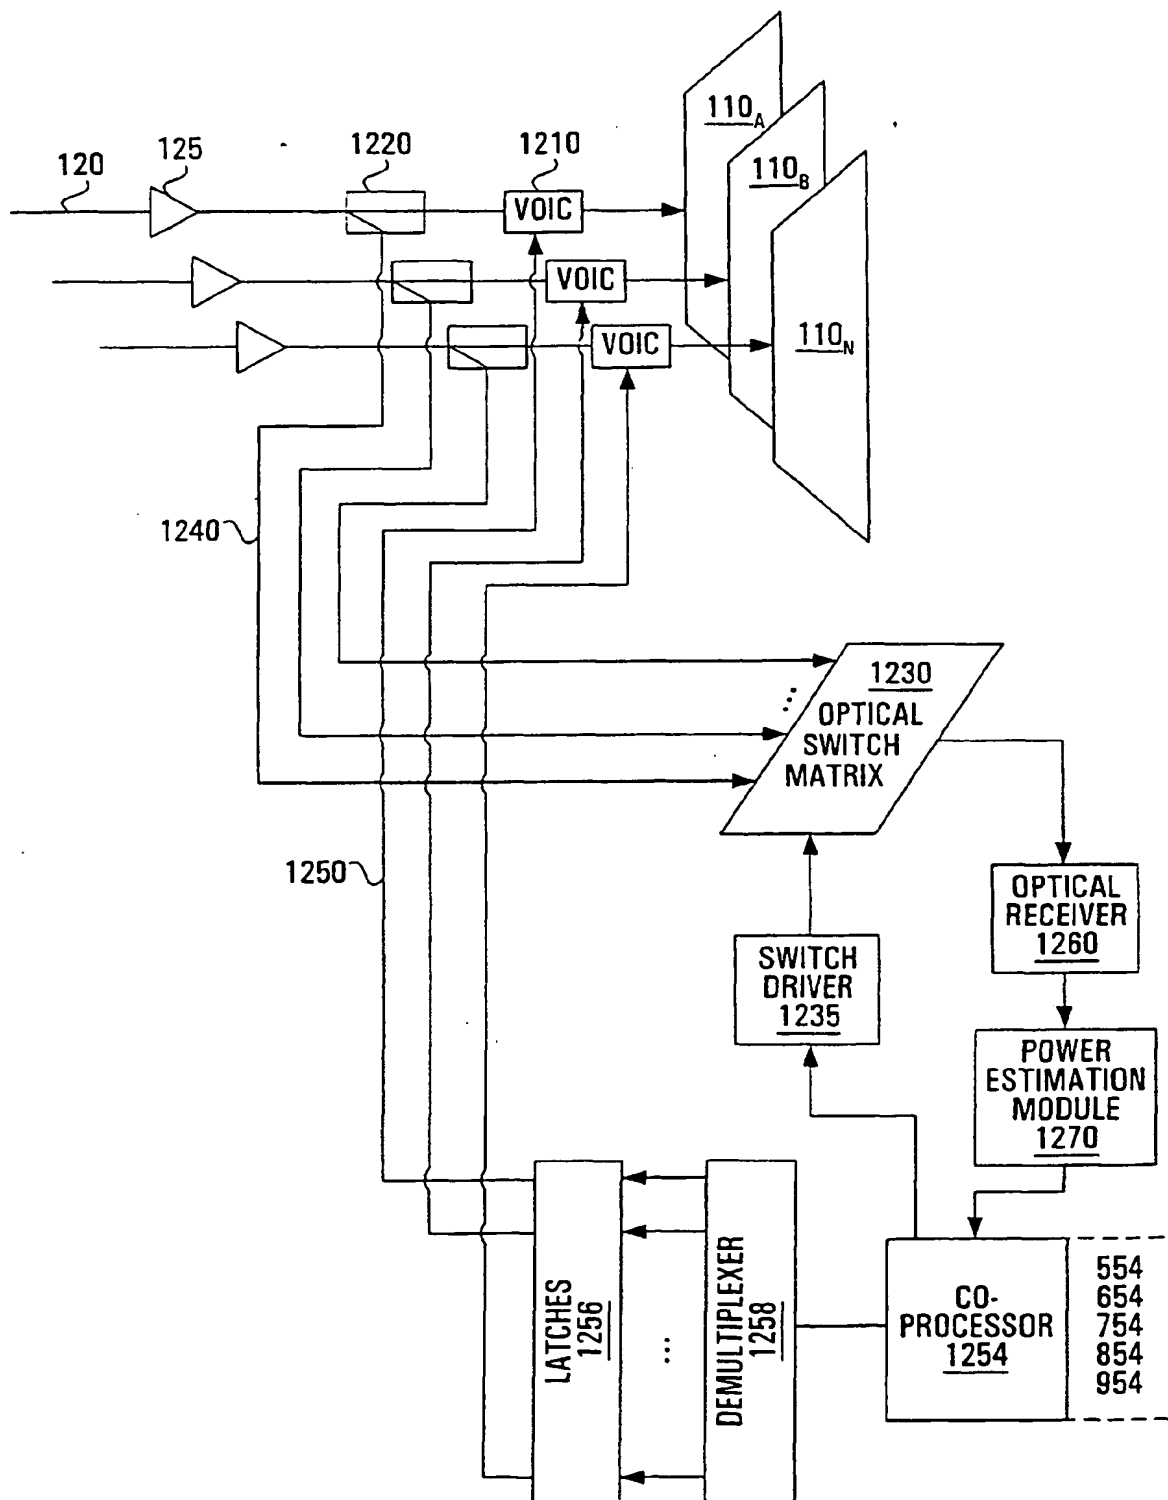 110A
125
1220
1210
120
110B
VOIC
VOIC
VOIC
110N
1240
1230
OPTICAL
SWITCH
MATRIX
1250
OPTICAL
RECEIVER
1260
SWITCH
DRIVER
1235
POWER
ESTIMATION
MODULE
1270
LATCHES
1256
DEMULTIPLEXER
1258
CO-
PROCESSOR
1254
554
654
754
854
954